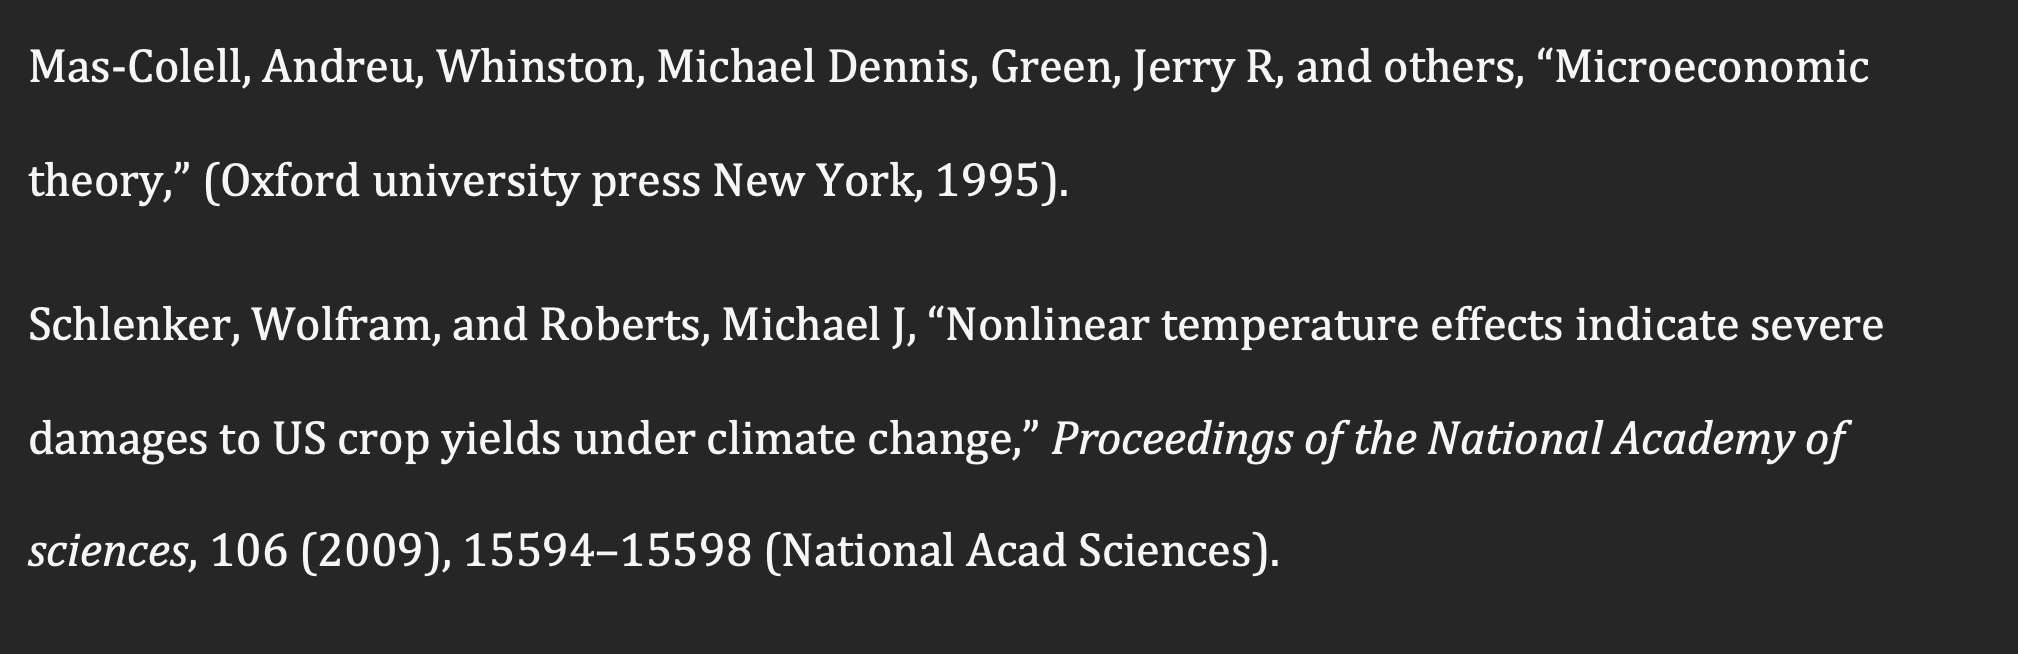 Mas-Colell, Andreu, Whinston, Michael Dennis, Green, Jerry R, and others, “Microeconomic
theory,” (Oxford university press New York, 1995).
Schlenker, Wolfram, and Roberts, Michael J, “Nonlinear temperature effects indicate severe
damages to US crop yields under climate change,” Proceedings of the National Academy of
sciences, 106 (2009), 15594–15598 (National Acad Sciences).